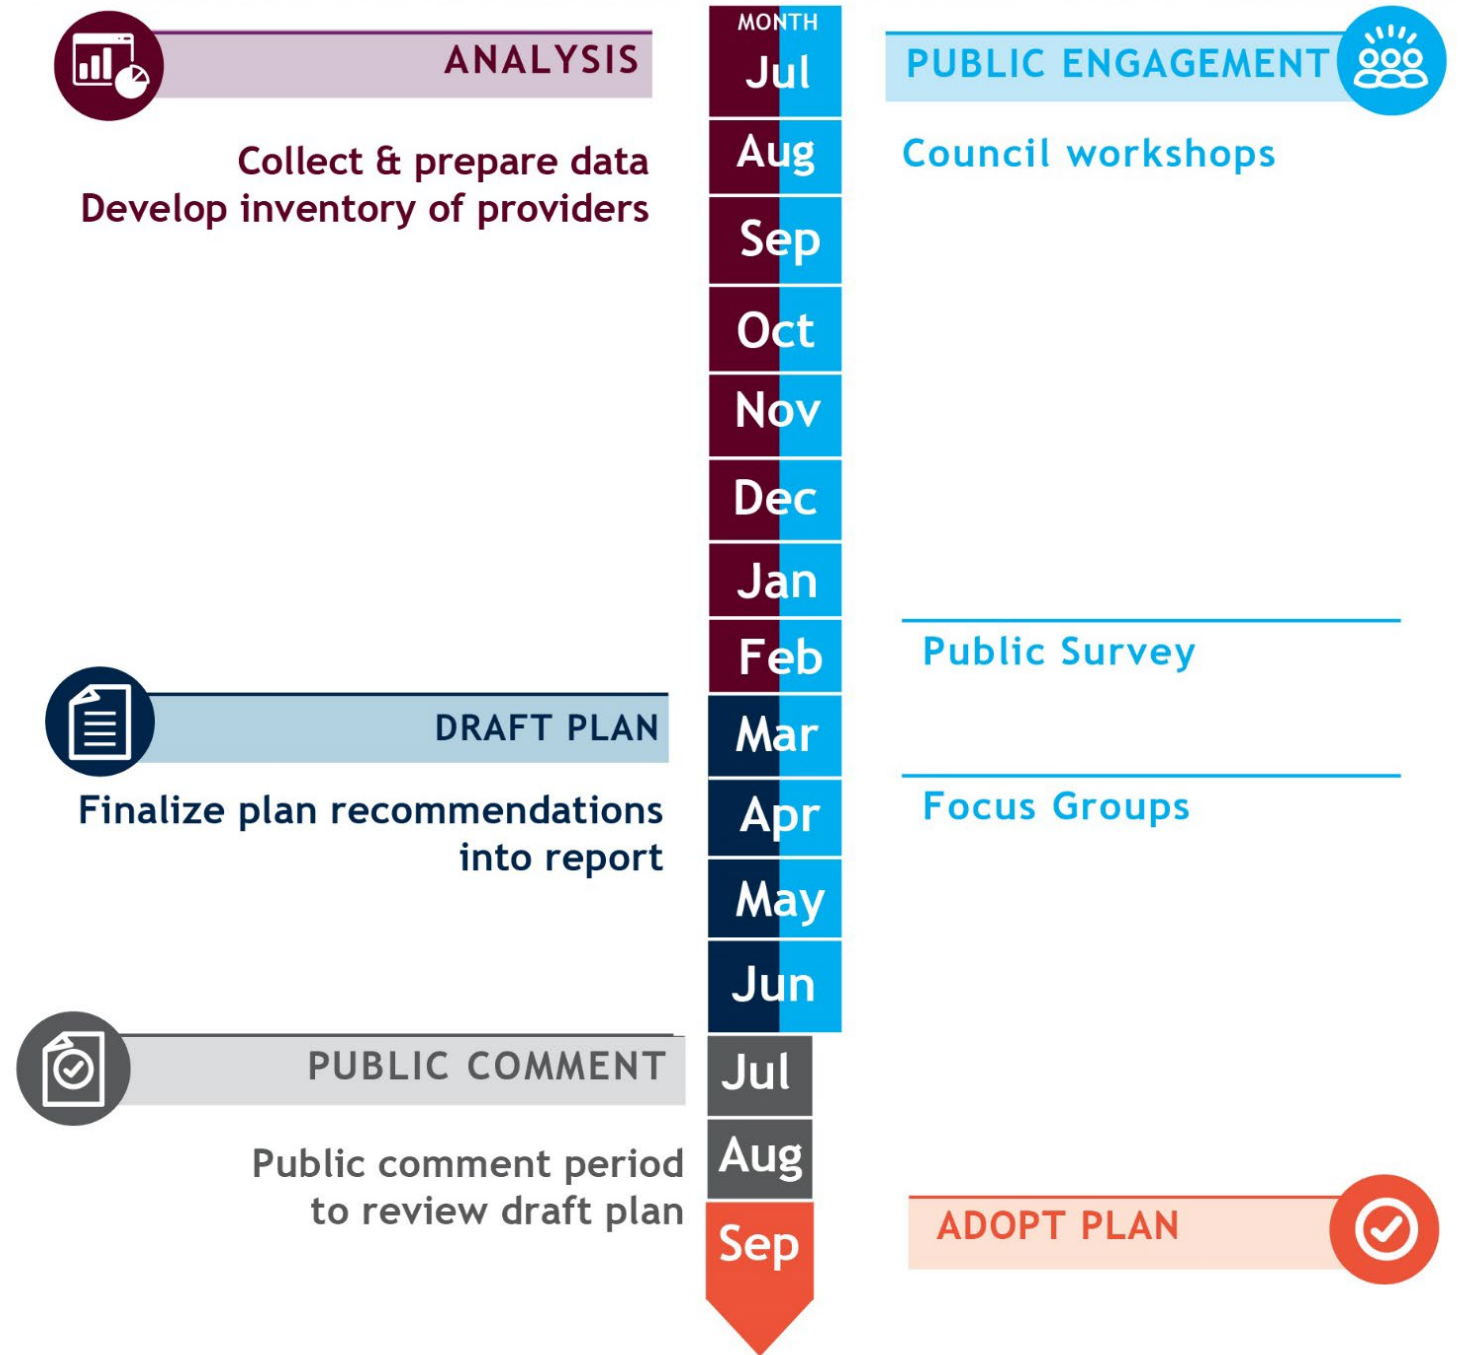 ANALYSIS
Collect & prepare data
Develop inventory of providers
DRAFT PLAN
Finalize plan recommendations
into report
PUBLIC COMMENT
Public comment period
to review draft plan
MONTH
Jul
Aug
Sep
Oct
Nov
Dec
Jan
Feb
Mar
Apr
May
Jun
Jul
Aug
Sep
PUBLIC ENGAGEMENT
Council workshops
Public Survey
Focus Groups
ADOPT PLAN